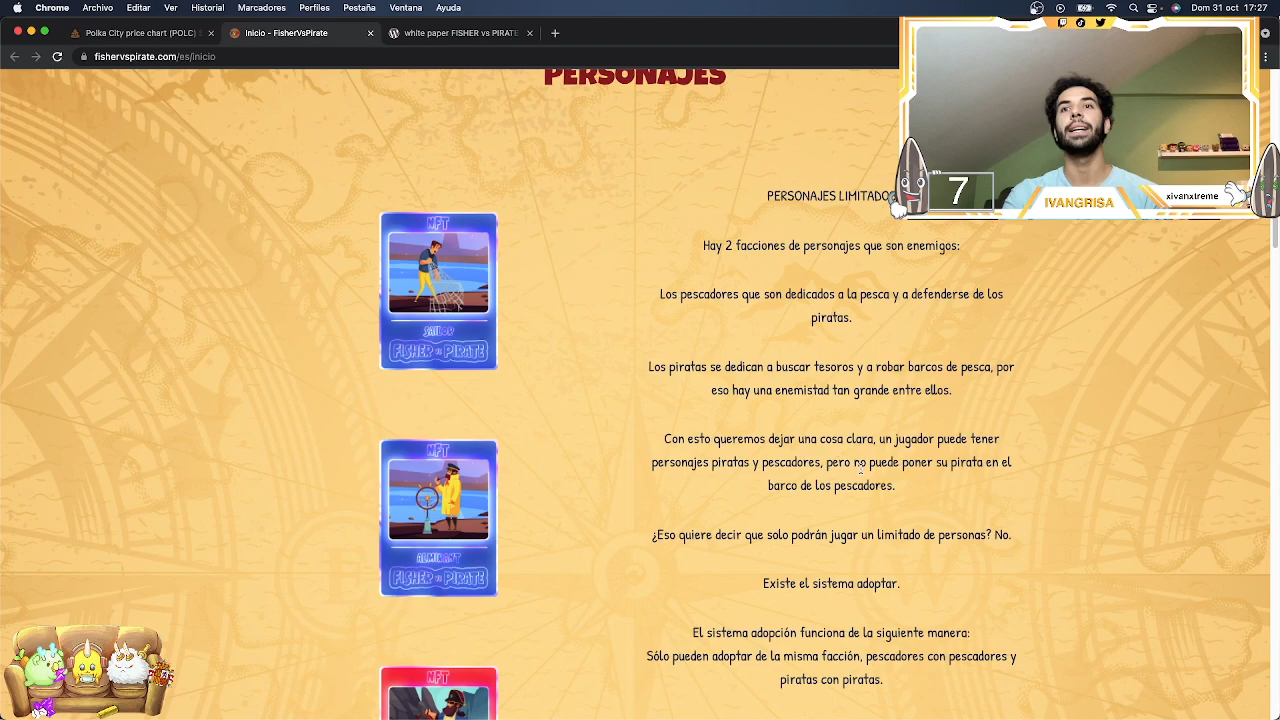 Chrome Archivo Editar Ver Historial Marcadores Perfiles Pestaña Ventana Ayuda
Dom 31 oct 17:27
Polka City price chart (POLC)
Inicio - Fishervs
FISHER vs PIRATE
fishervspirate.com/es/inicio
7
IVANGRISA
xivanxtreme
PERSONAJES
PERSONAJES LIMITADO
Hay 2 facciones de personajes que son enemigos:
Los pescadores que son dedicados a la pesca y a defenderse de los
piratas.
Los piratas se dedican a buscar tesoros y a robar barcos de pesca, por
eso hay una enemistad tan grande entre ellos.
Con esto queremos dejar una cosa clara, un jugador puede tener
personajes piratas y pescadores, pero no puede poner su pirata en el
barco de los pescadores.
¿Eso quiere decir que solo podrán jugar un limitado de personas? No.
Existe el sistema adoptar.
El sistema adopción funciona de la siguiente manera:
Sólo pueden adoptar de la misma facción, pescadores con pescadores y
piratas con piratas.
NFT
SAILOR
FISHER VS PIRATE
NFT
ALMIRANT
FISHER VS PIRATE
NFT